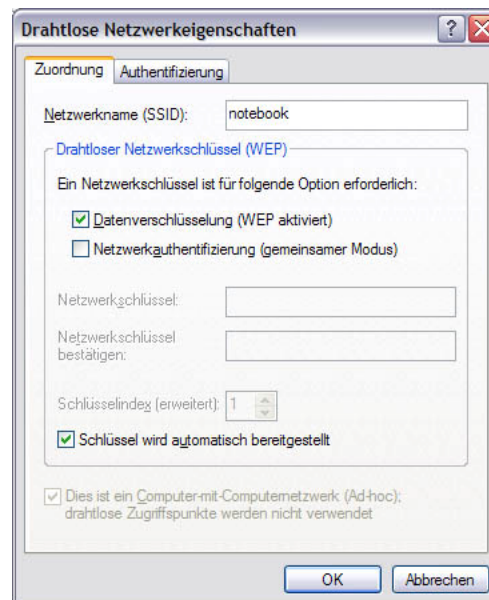 Drahtlose Netzwerkeigenschaften
Zuordnung Authentifizierung
Netzwerkname (SSID): notebook
Drahtloser Netzwerkschlüssel (WEP)
Ein Netzwerkschlüssel ist für folgende Option erforderlich:
Datenverschlüsselung (WEP aktiviert)
Netzwerkauthentifizierung (gemeinsamer Modus)
Netzwerkschlüssel:
Netzwerkschlüssel
bestätigen:
Schlüsselindex (erweitert): 1
Schlüssel wird automatisch bereitgestellt
Dies ist ein Computer-mit-Computernetzwerk (Ad-hoc);
drahtlose Zugriffspunkte werden nicht verwendet
OK Abbrechen